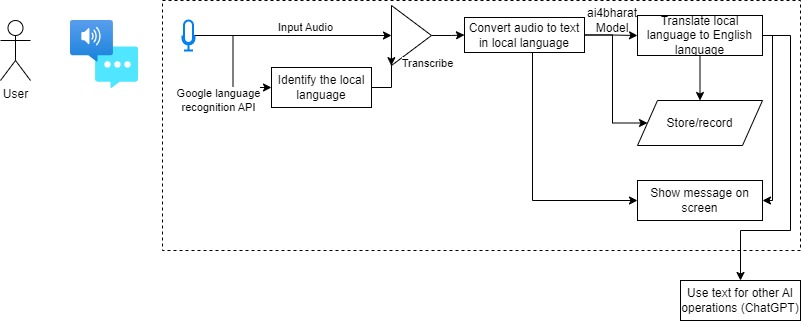 User
Input Audio
Google language
recognition API
Identify the local
language
Transcribe
Convert audio to text
in local language
ai4bharat
Model
Translate local
language to English
language
Store/record
Show message on
screen
Use text for other AI
operations (ChatGPT)